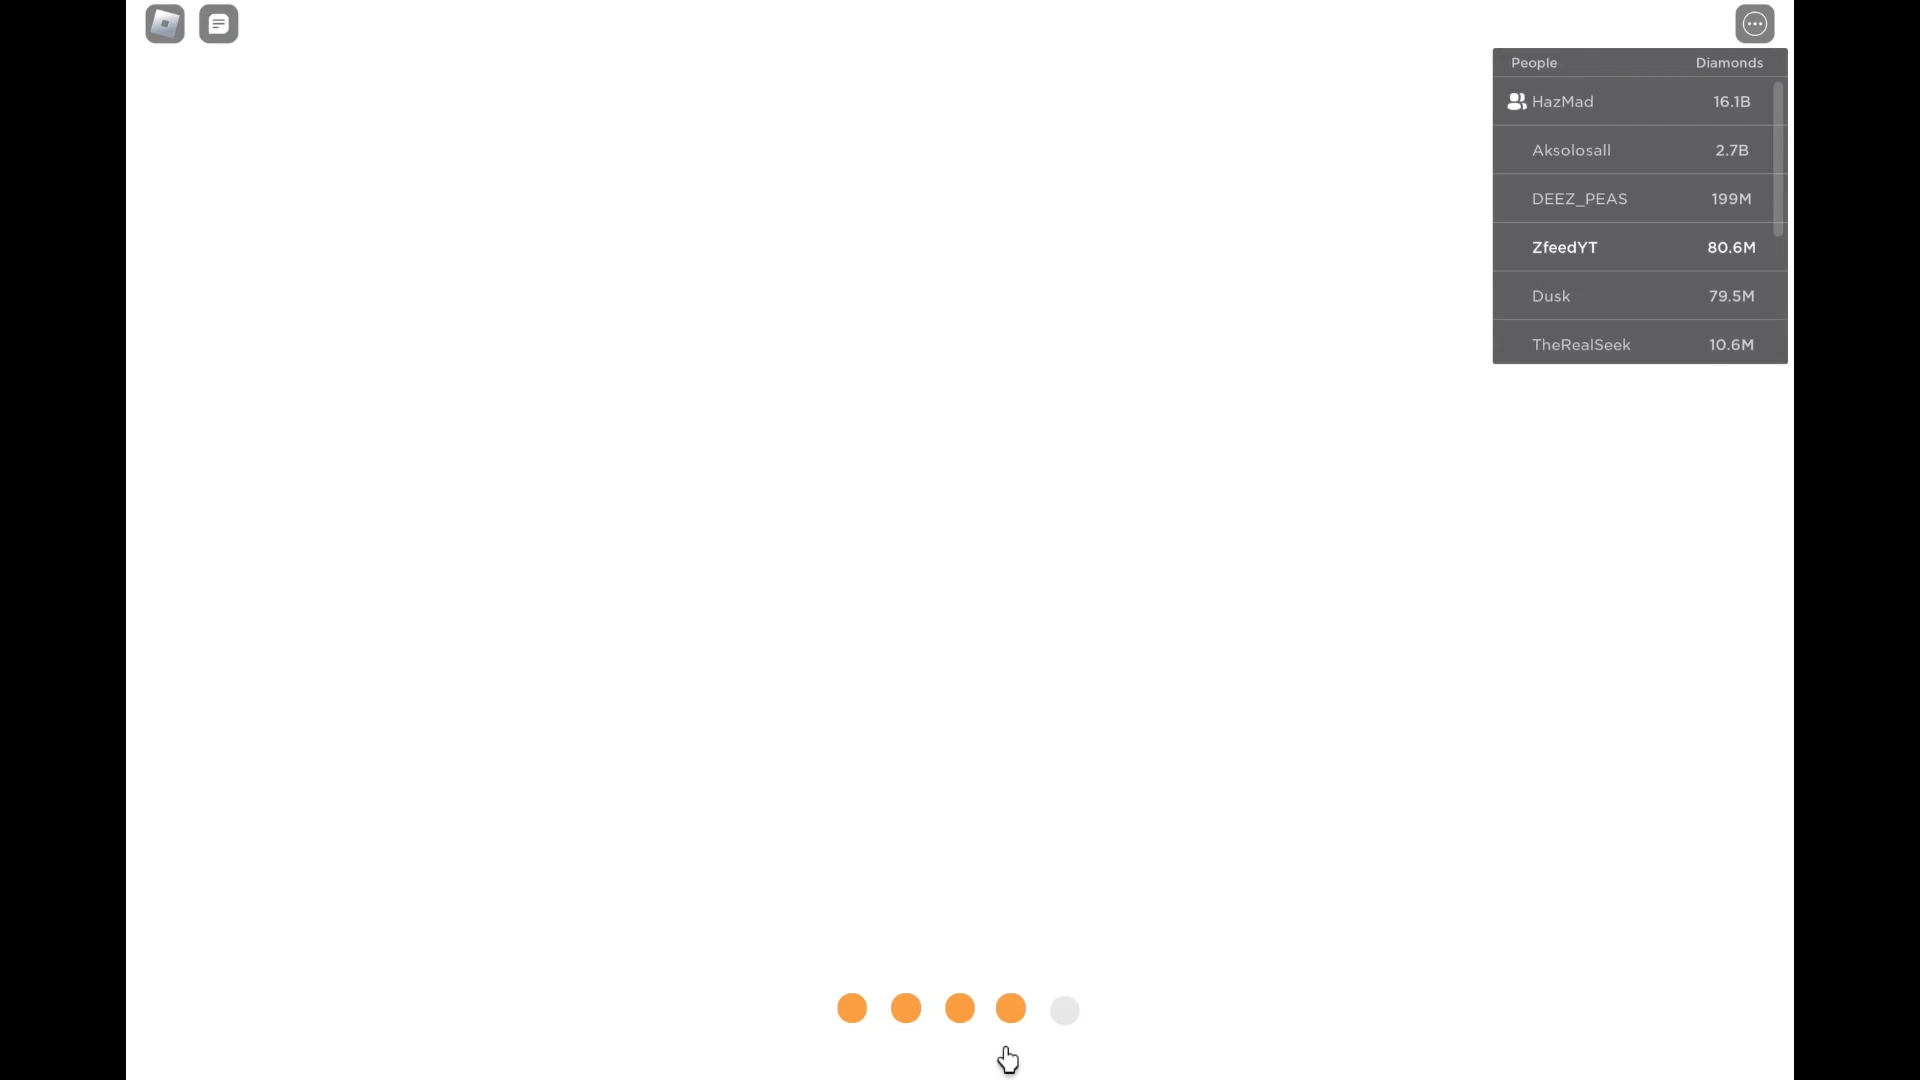 People Diamonds
HazMad 16.1B
Aksolosall 2.7B
DEEZ_PEAS 199M
ZfeedYT 80.6M
Dusk 79.5M
TheRealSeek 10.6M